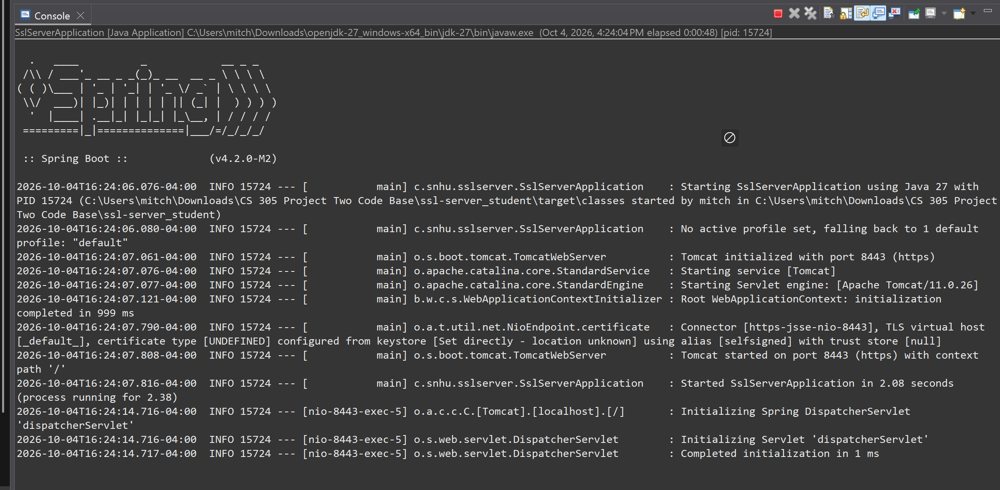 Console
SslServerApplication [Java Application] C:\Users\mitch\Downloads\openjdk-27_windows-x64_bin\jdk-27\bin\javaw.exe  (Oct 4, 2026, 4:24:04 PM elapsed 0:00:48) [pid: 15724]
  .   ____          _            __ _ _
 /\\ / ___'_ __ _ _(_)_ __  __ _ \ \ \ \
( ( )\___ | '_ | '_| | '_ \/ _` | \ \ \ \
 \\/  ___)| |_)| | | | | || (_| |  ) ) ) )
  '  |____| .__|_| |_|_| |_\__, | / / / /
 =========|_|==============|___/=/_/_/_/
 :: Spring Boot ::             (v4.2.0-M2)
2026-10-04T16:24:06.076-04:00  INFO 15724 --- [           main] c.snhu.sslserver.SslServerApplication    : Starting SslServerApplication using Java 27 with
PID 15724 (C:\Users\mitch\Downloads\CS 305 Project Two Code Base\ssl-server_student\target\classes started by mitch in C:\Users\mitch\Downloads\CS 305 Project
Two Code Base\ssl-server_student)
2026-10-04T16:24:06.080-04:00  INFO 15724 --- [           main] c.snhu.sslserver.SslServerApplication    : No active profile set, falling back to 1 default
profile: "default"
2026-10-04T16:24:07.061-04:00  INFO 15724 --- [           main] o.s.boot.tomcat.TomcatWebServer          : Tomcat initialized with port 8443 (https)
2026-10-04T16:24:07.076-04:00  INFO 15724 --- [           main] o.apache.catalina.core.StandardService   : Starting service [Tomcat]
2026-10-04T16:24:07.077-04:00  INFO 15724 --- [           main] o.apache.catalina.core.StandardEngine    : Starting Servlet engine: [Apache Tomcat/11.0.26]
2026-10-04T16:24:07.121-04:00  INFO 15724 --- [           main] b.w.c.s.WebApplicationContextInitializer : Root WebApplicationContext: initialization
completed in 999 ms
2026-10-04T16:24:07.790-04:00  INFO 15724 --- [           main] o.a.t.util.net.NioEndpoint.certificate   : Connector [https-jsse-nio-8443], TLS virtual host
[_default_], certificate type [UNDEFINED] configured from keystore [Set directly - location unknown] using alias [selfsigned] with trust store [null]
2026-10-04T16:24:07.808-04:00  INFO 15724 --- [           main] o.s.boot.tomcat.TomcatWebServer          : Tomcat started on port 8443 (https) with context
path '/'
2026-10-04T16:24:07.816-04:00  INFO 15724 --- [           main] c.snhu.sslserver.SslServerApplication    : Started SslServerApplication in 2.08 seconds
(process running for 2.38)
2026-10-04T16:24:14.716-04:00  INFO 15724 --- [nio-8443-exec-5] o.a.c.c.C.[Tomcat].[localhost].[/]       : Initializing Spring DispatcherServlet
'dispatcherServlet'
2026-10-04T16:24:14.716-04:00  INFO 15724 --- [nio-8443-exec-5] o.s.web.servlet.DispatcherServlet        : Initializing Servlet 'dispatcherServlet'
2026-10-04T16:24:14.717-04:00  INFO 15724 --- [nio-8443-exec-5] o.s.web.servlet.DispatcherServlet        : Completed initialization in 1 ms